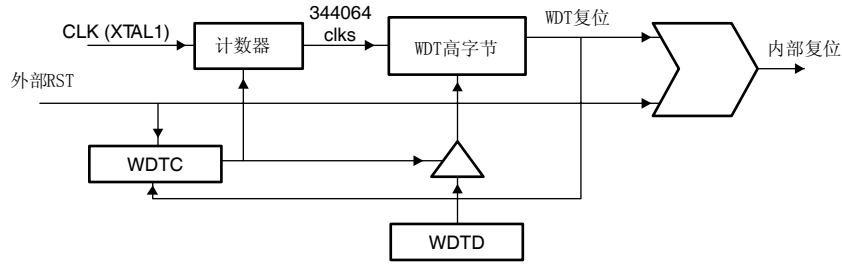 344064
clks
CLK (XTAL1)
计数器
WDT高字节
WDT复位
内部复位
外部RST
WDTC
WDTD